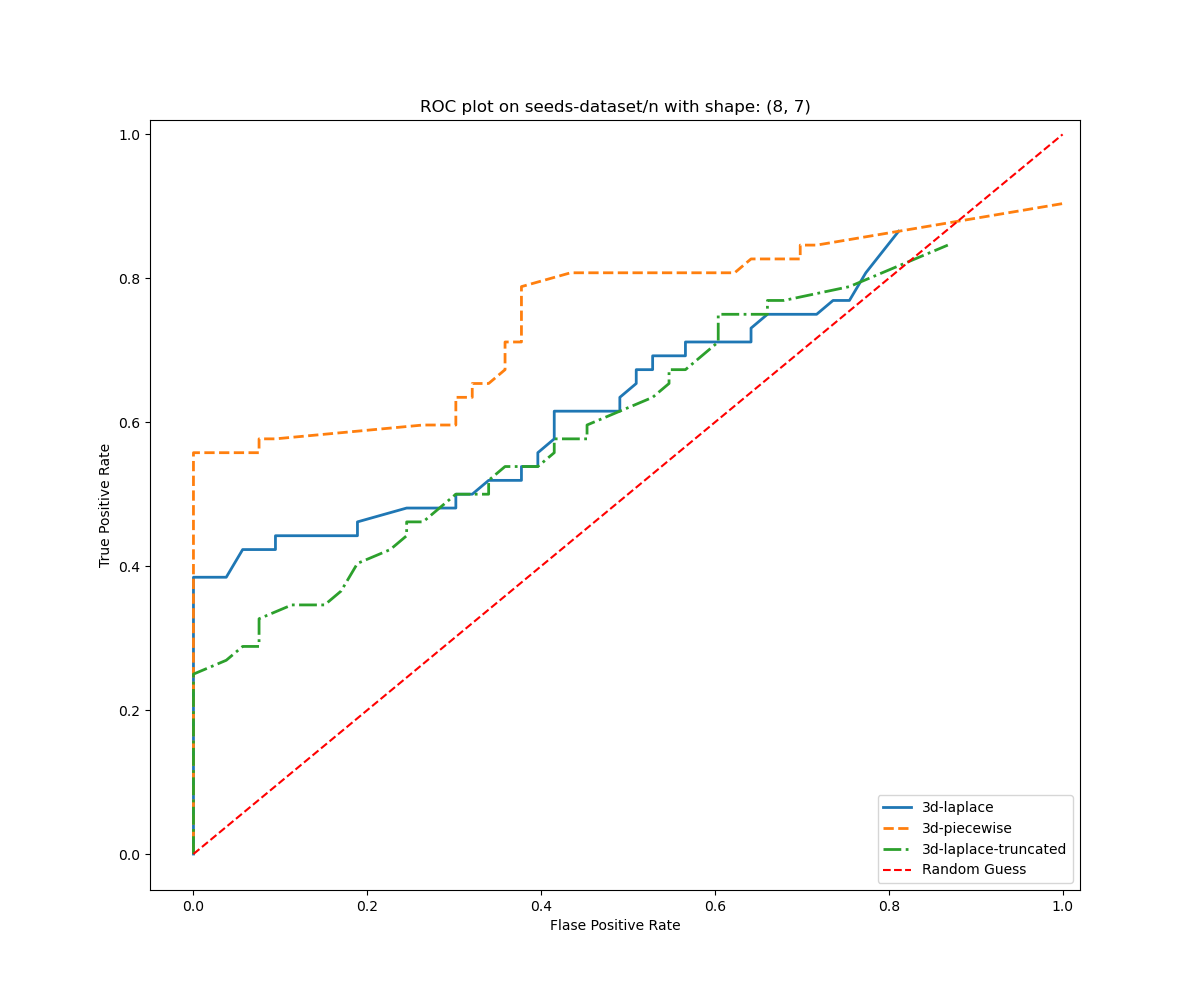 ROC plot on seeds-dataset/n with shape: (8, 7)
True Positive Rate
1.0
0.8
0.6
0.4
0.2
0.0
0.0 0.2 0.4 0.6 0.8 1.0
Flase Positive Rate
3d-laplace
3d-piecewise
3d-laplace-truncated
Random Guess